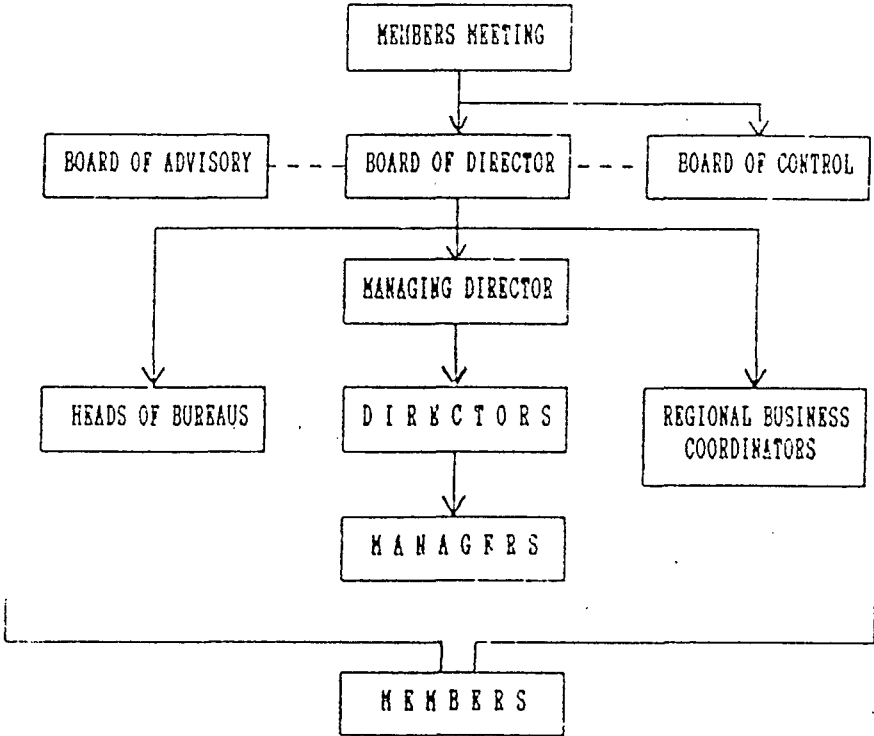 MEMBERS MEETING
BOARD OF ADVISORY
BOARD OF DIRECTOR
BOARD OF CONTROL
MANAGING DIRECTOR
HEADS OF BUREAUS
D I R E C T O R S
REGIONAL BUSINESS
COORDINATORS
M A N A G E R S
M E M B E R S